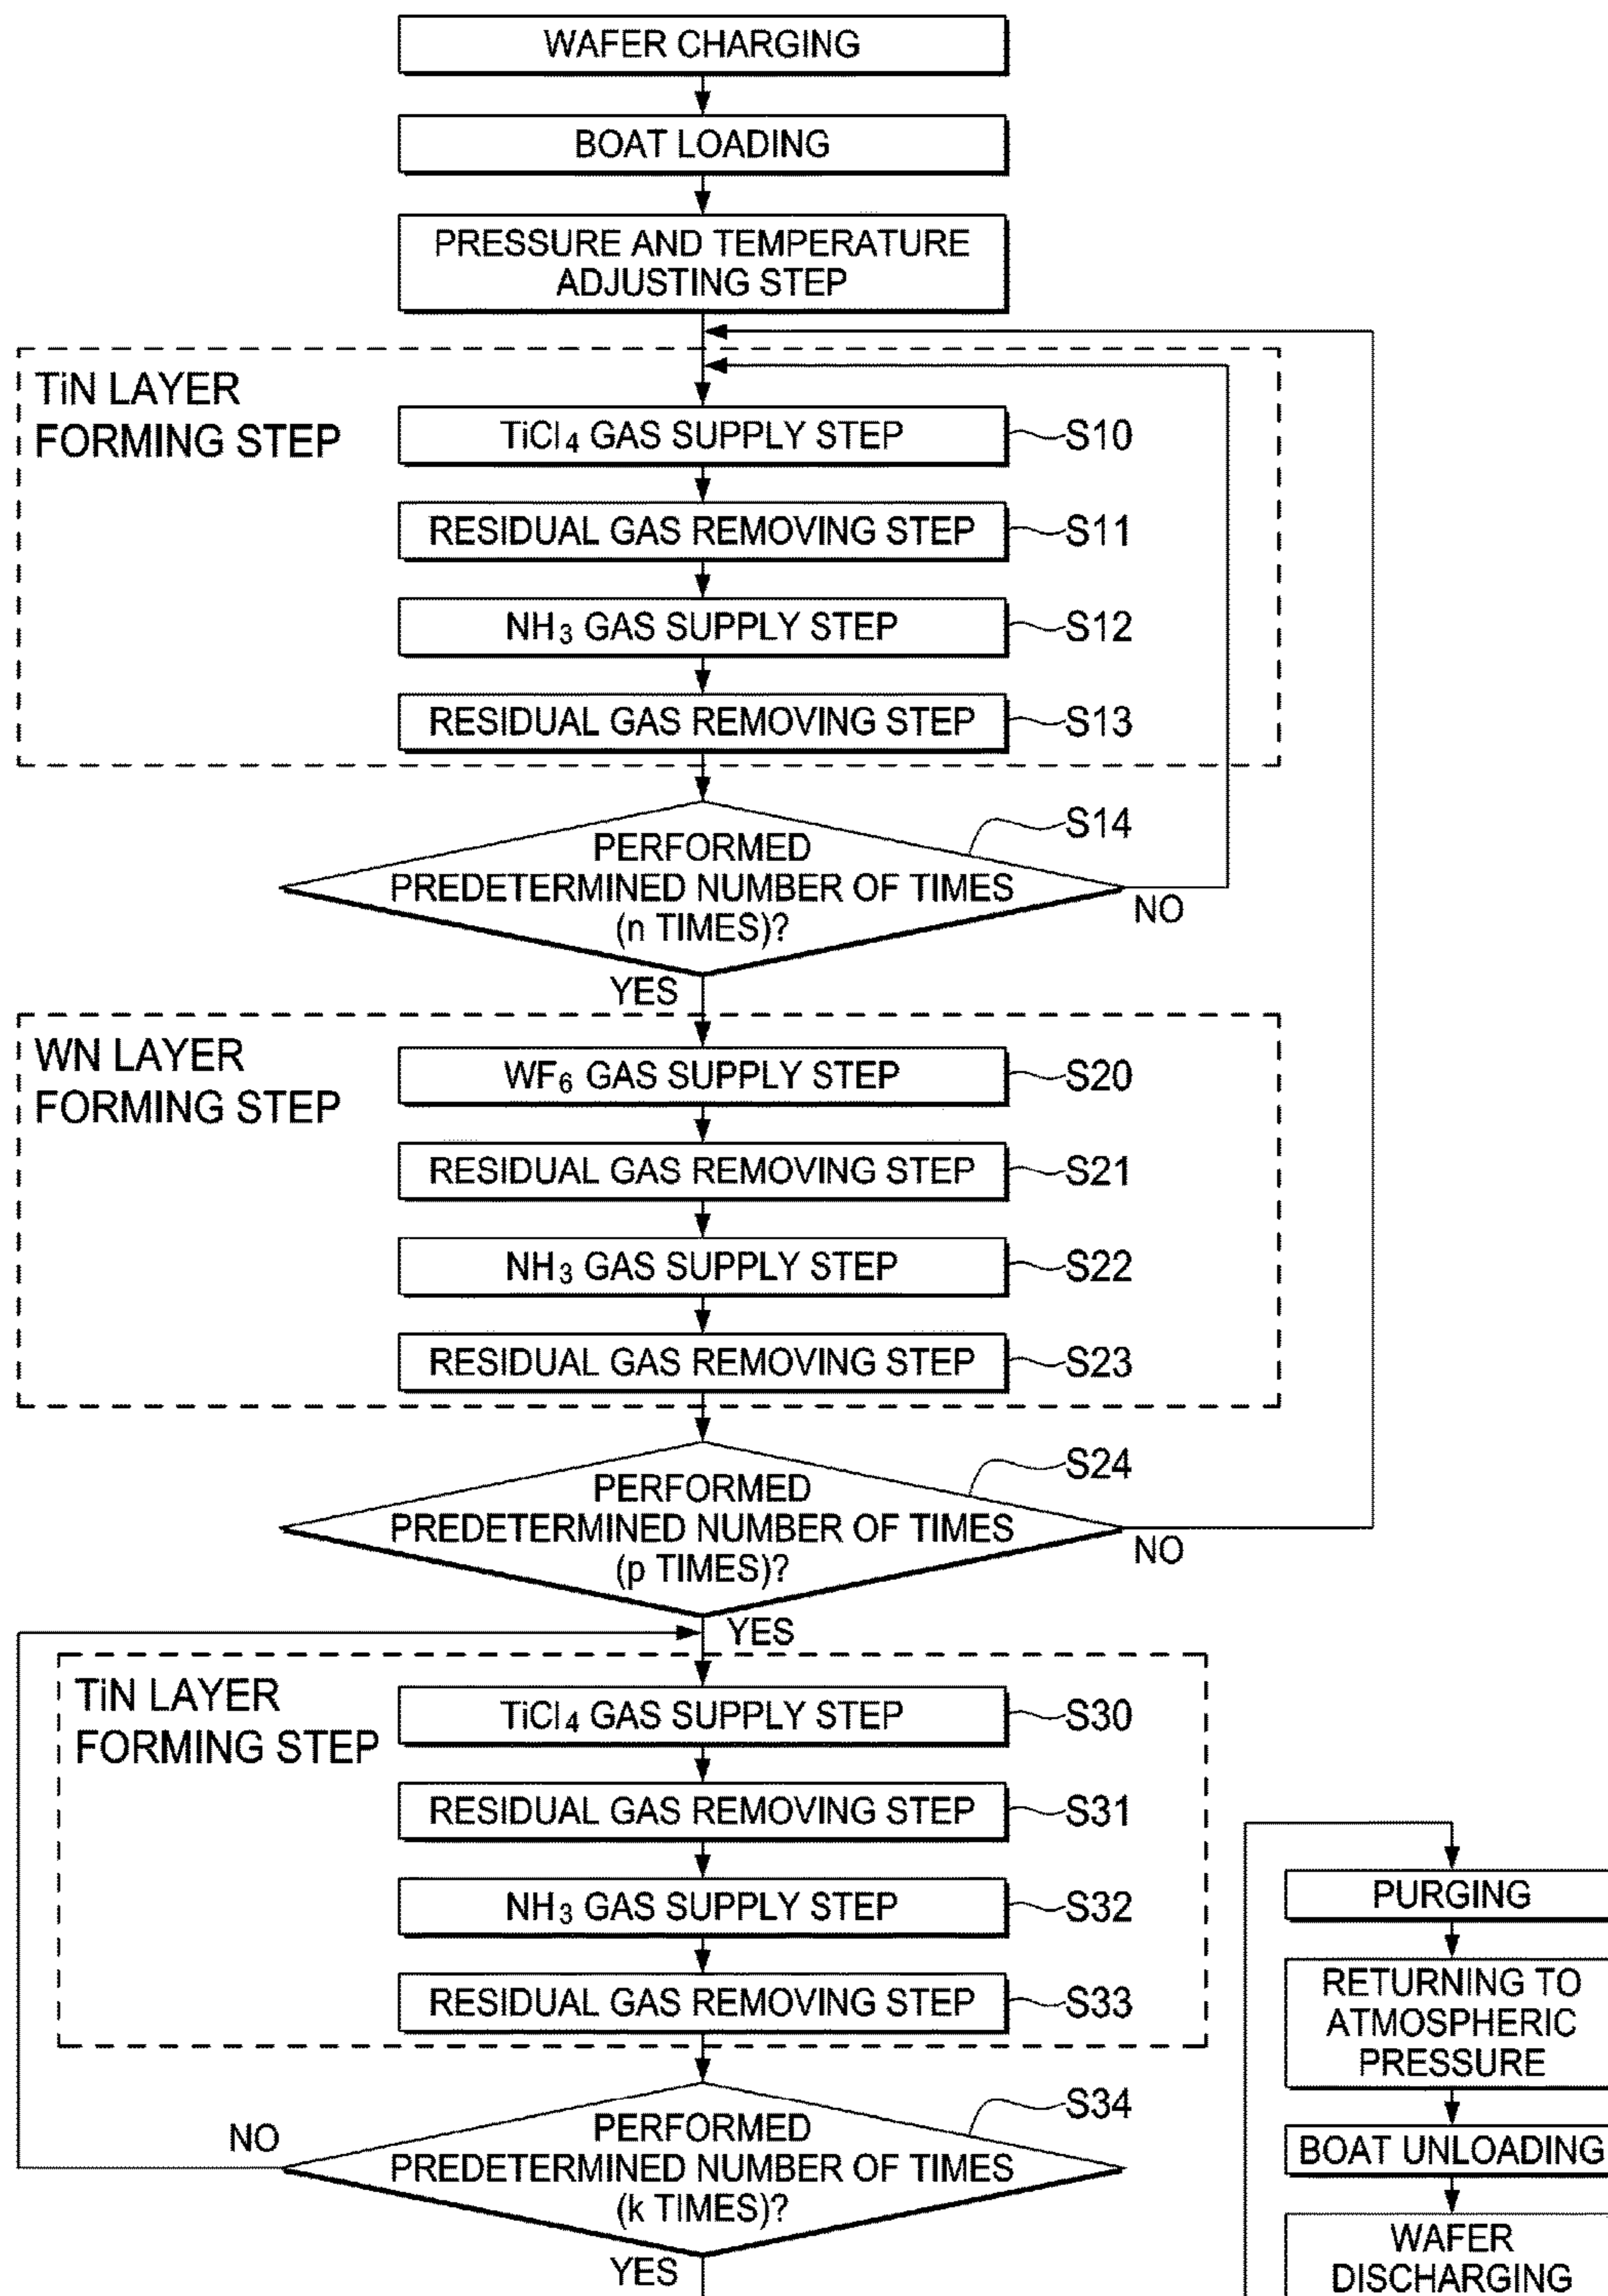 WAFER CHARGING
BOAT LOADING
PRESSURE AND TEMPERATURE
ADJUSTING STEP
TiN LAYER
FORMING STEP
TiCl4 GAS SUPPLY STEP
S10
RESIDUAL GAS REMOVING STEP
S11
NH3 GAS SUPPLY STEP
S12
RESIDUAL GAS REMOVING STEP
S13
S14
PERFORMED
PREDETERMINED NUMBER OF TIMES
(n TIMES)?
NO
YES
WN LAYER
FORMING STEP
WF6 GAS SUPPLY STEP
S20
RESIDUAL GAS REMOVING STEP
S21
NH3 GAS SUPPLY STEP
S22
RESIDUAL GAS REMOVING STEP
S23
S24
PERFORMED
PREDETERMINED NUMBER OF TIMES
(p TIMES)?
NO
YES
TiN LAYER
FORMING STEP
TiCl4 GAS SUPPLY STEP
S30
RESIDUAL GAS REMOVING STEP
S31
NH3 GAS SUPPLY STEP
S32
RESIDUAL GAS REMOVING STEP
S33
S34
PERFORMED
PREDETERMINED NUMBER OF TIMES
(k TIMES)?
NO
YES
PURGING
RETURNING TO
ATMOSPHERIC
PRESSURE
BOAT UNLOADING
WAFER
DISCHARGING